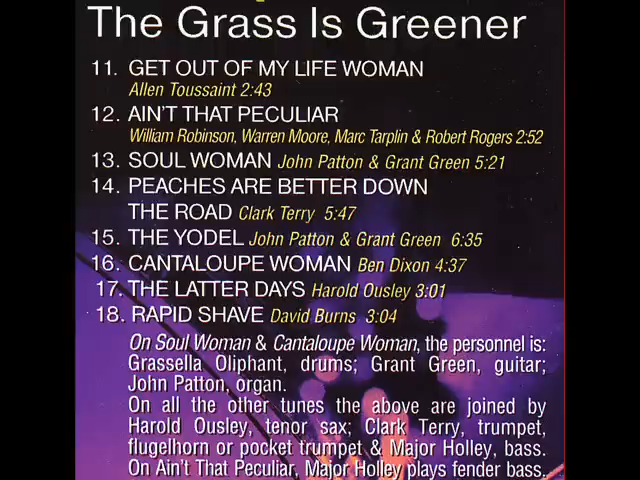 The Grass Is Greener
11. GET OUT OF MY LIFE WOMAN
Allen Toussaint 2:43
12. AIN'T THAT PECULIAR
William Robinson, Warren Moore, Marc Tarplin & Robert Rogers 2:52
13. SOUL WOMAN John Patton & Grant Green 5:21
14. PEACHES ARE BETTER DOWN
THE ROAD Clark Terry 5:47
15. THE YODEL John Patton & Grant Green 6:35
16. CANTALOUPE WOMAN Ben Dixon 4:37
17. THE LATTER DAYS Harold Ousley 3:01
18. RAPID SHAVE David Burns 3:04
On Soul Woman & Cantaloupe Woman, the personnel is:
Grassella Oliphant, drums; Grant Green, guitar;
John Patton, organ.
On all the other tunes the above are joined by
Harold Ousley, tenor sax; Clark Terry, trumpet,
flugelhorn or pocket trumpet & Major Holley, bass.
On Ain't That Peculiar, Major Holley plays fender bass.